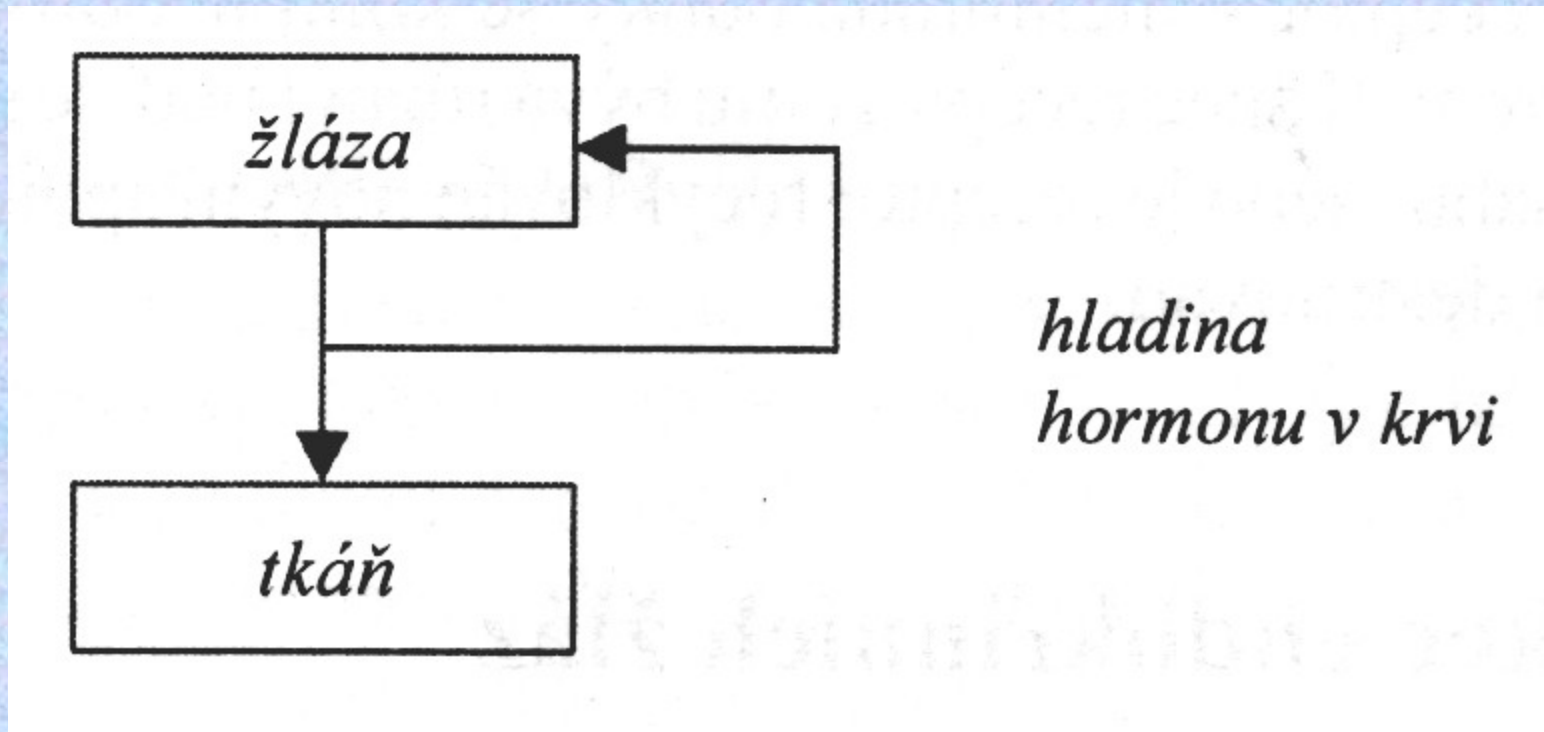 žláza
hladina
hormonu v krvi
tkáň